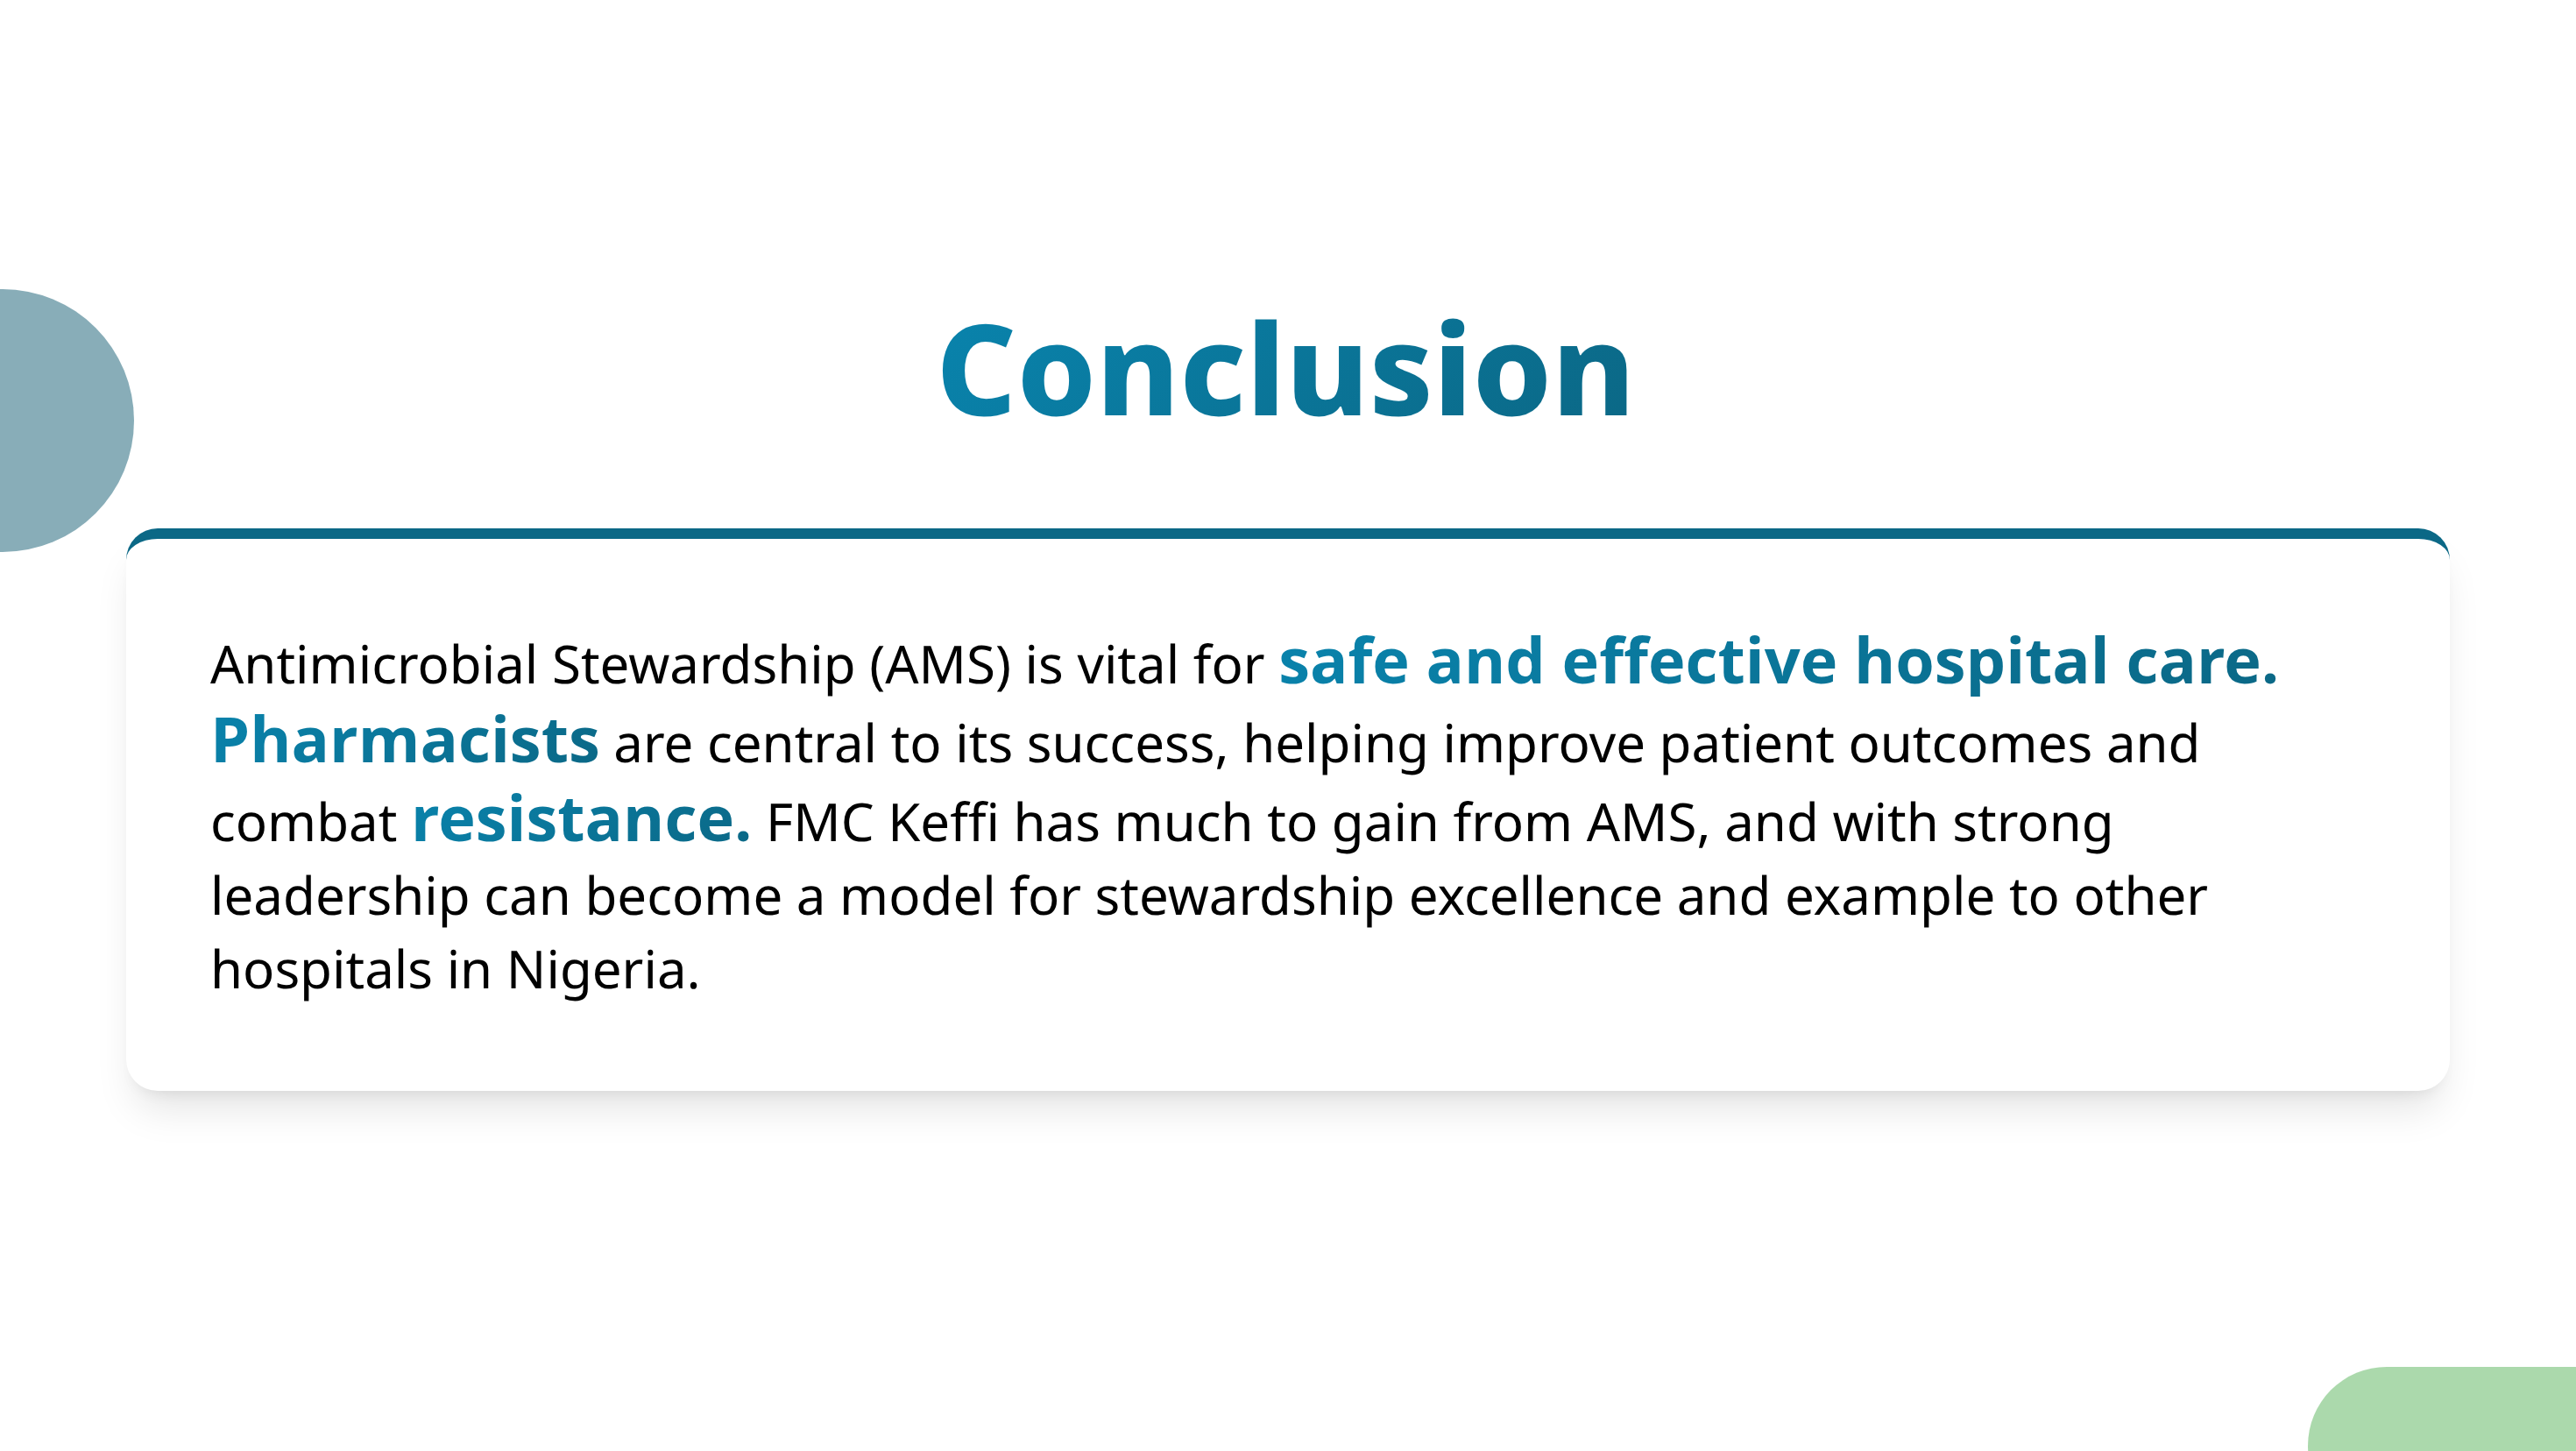 Conclusion
Antimicrobial Stewardship (AMS) is vital for safe and effective hospital care.
Pharmacists are central to its success, helping improve patient outcomes and
combat resistance. FMC Keffi has much to gain from AMS, and with strong
leadership can become a model for stewardship excellence and example to other
hospitals in Nigeria.